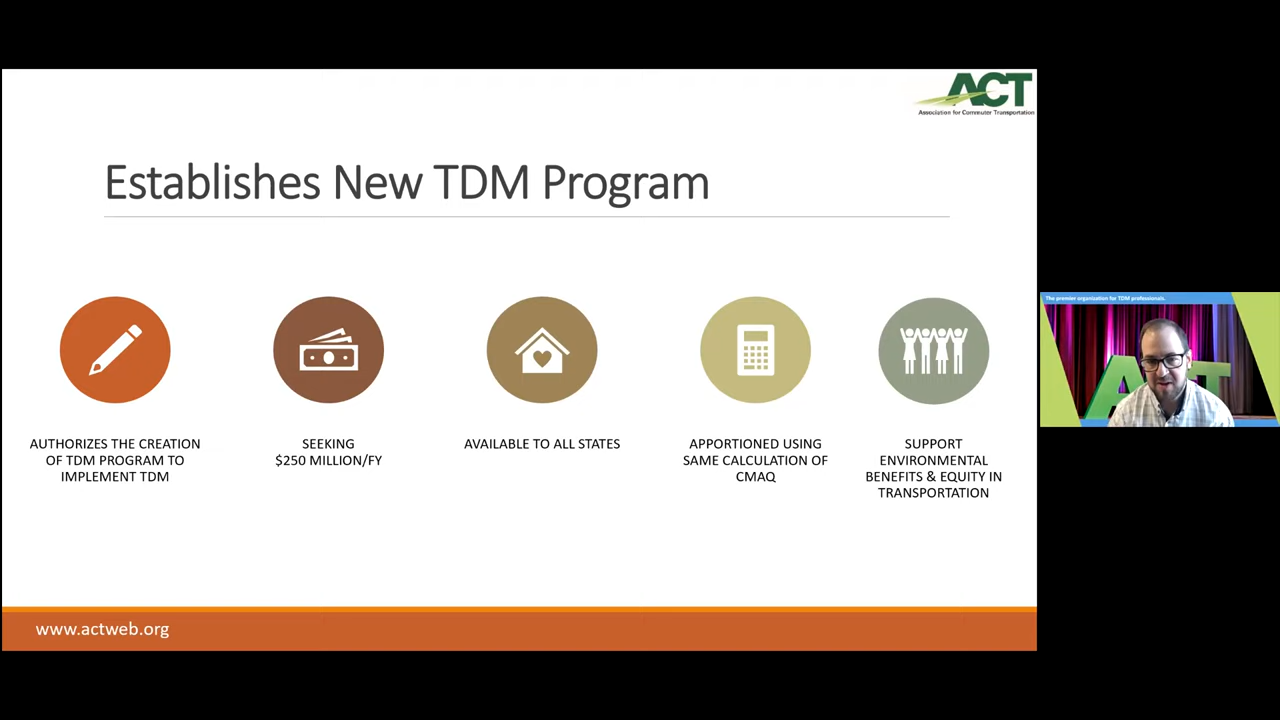 ACT
Association for Commuter Transportation
Establishes New TDM Program
AUTHORIZES THE CREATION
OF TDM PROGRAM TO
IMPLEMENT TDM
SEEKING
$250 MILLION/FY
AVAILABLE TO ALL STATES
APPORTIONED USING
SAME CALCULATION OF
CMAQ
SUPPORT
ENVIRONMENTAL
BENEFITS & EQUITY IN
TRANSPORTATION
www.actweb.org
The premier organisation for TDM professionals.
ACT